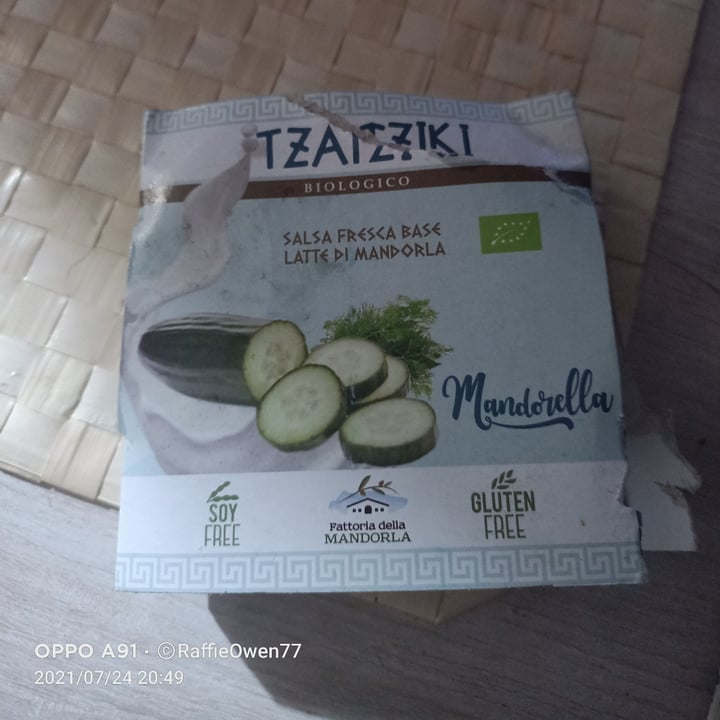 TZATZIKI
BIOLOGICO
SALSA FRESCA BASE
LATTE DI MANDORLA
Mandorella
SOY
FREE
Fattoria della
MANDORLA
GLUTEN
FREE
OPPO A91 · ©RaffieOwen77
2021/07/24 20:49